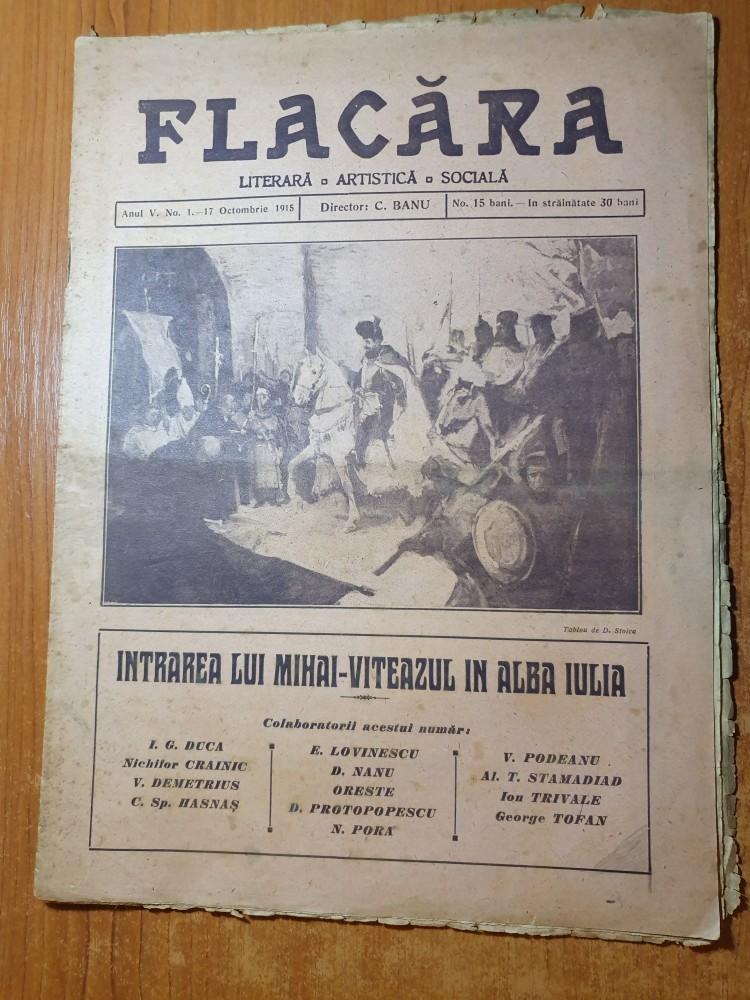 FLACĂRA
LITERARĂ ▫ ARTISTICĂ ▫ SOCIALĂ
Anul V. No. 1.—17 Octombrie 1915
Director: C. BANU
No. 15 bani. — In străinătate 30 bani
Tablou de D. Stoica
INTRAREA LUI MIHAI-VITEAZUL IN ALBA IULIA
Colaboratorii acestui număr:
I. G. DUCA
Nichifor CRAINIC
V. DEMETRIUS
C. Sp. HASNAȘ
E. LOVINESCU
D. NANU
ORESTE
D. PROTOPOPESCU
N. PORA
V. PODEANU
Al. T. STAMADIAD
Ion TRIVALE
George TOFAN